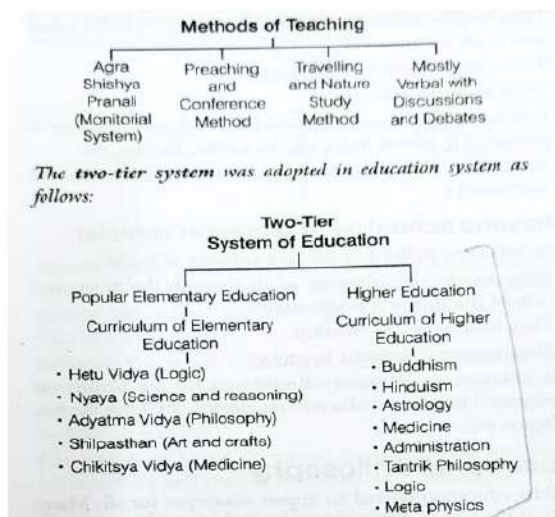 Methods of Teaching
Agra
Shishya
Pranali
(Monitorial
System)
Preaching
and
Conference
Method
Travelling
and Nature
Study
Method
Mostly
Verbal with
Discussions
and Debates
The two-tier system was adopted in education system as
follows:
Two-Tier
System of Education
Popular Elementary Education
Curriculum of Elementary
Education
• Hetu Vidya (Logic)
• Nyaya (Science and reasoning)
• Adyatma Vidya (Philosophy)
• Shilpasthan (Art and crafts)
• Chikitsya Vidya (Medicine)
Higher Education
Curriculum of Higher
Education
• Buddhism
• Hinduism
• Astrology
• Medicine
• Administration
• Tantrik Philosophy
• Logic
• Meta physics